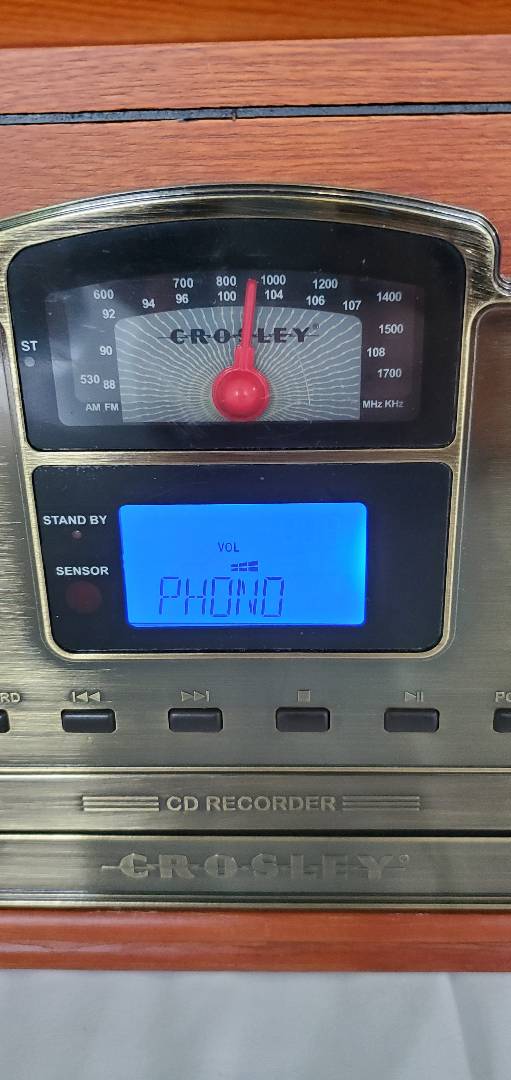 600 700 800 1000 1200 1400
92 94 96 100 104 106 107
CROSLEY®
ST
1500
90 108
530 88 1700
AM FM MHz KHz
STAND BY
VOL
SENSOR
PHONO
CD RECORDER
CROSLEY®